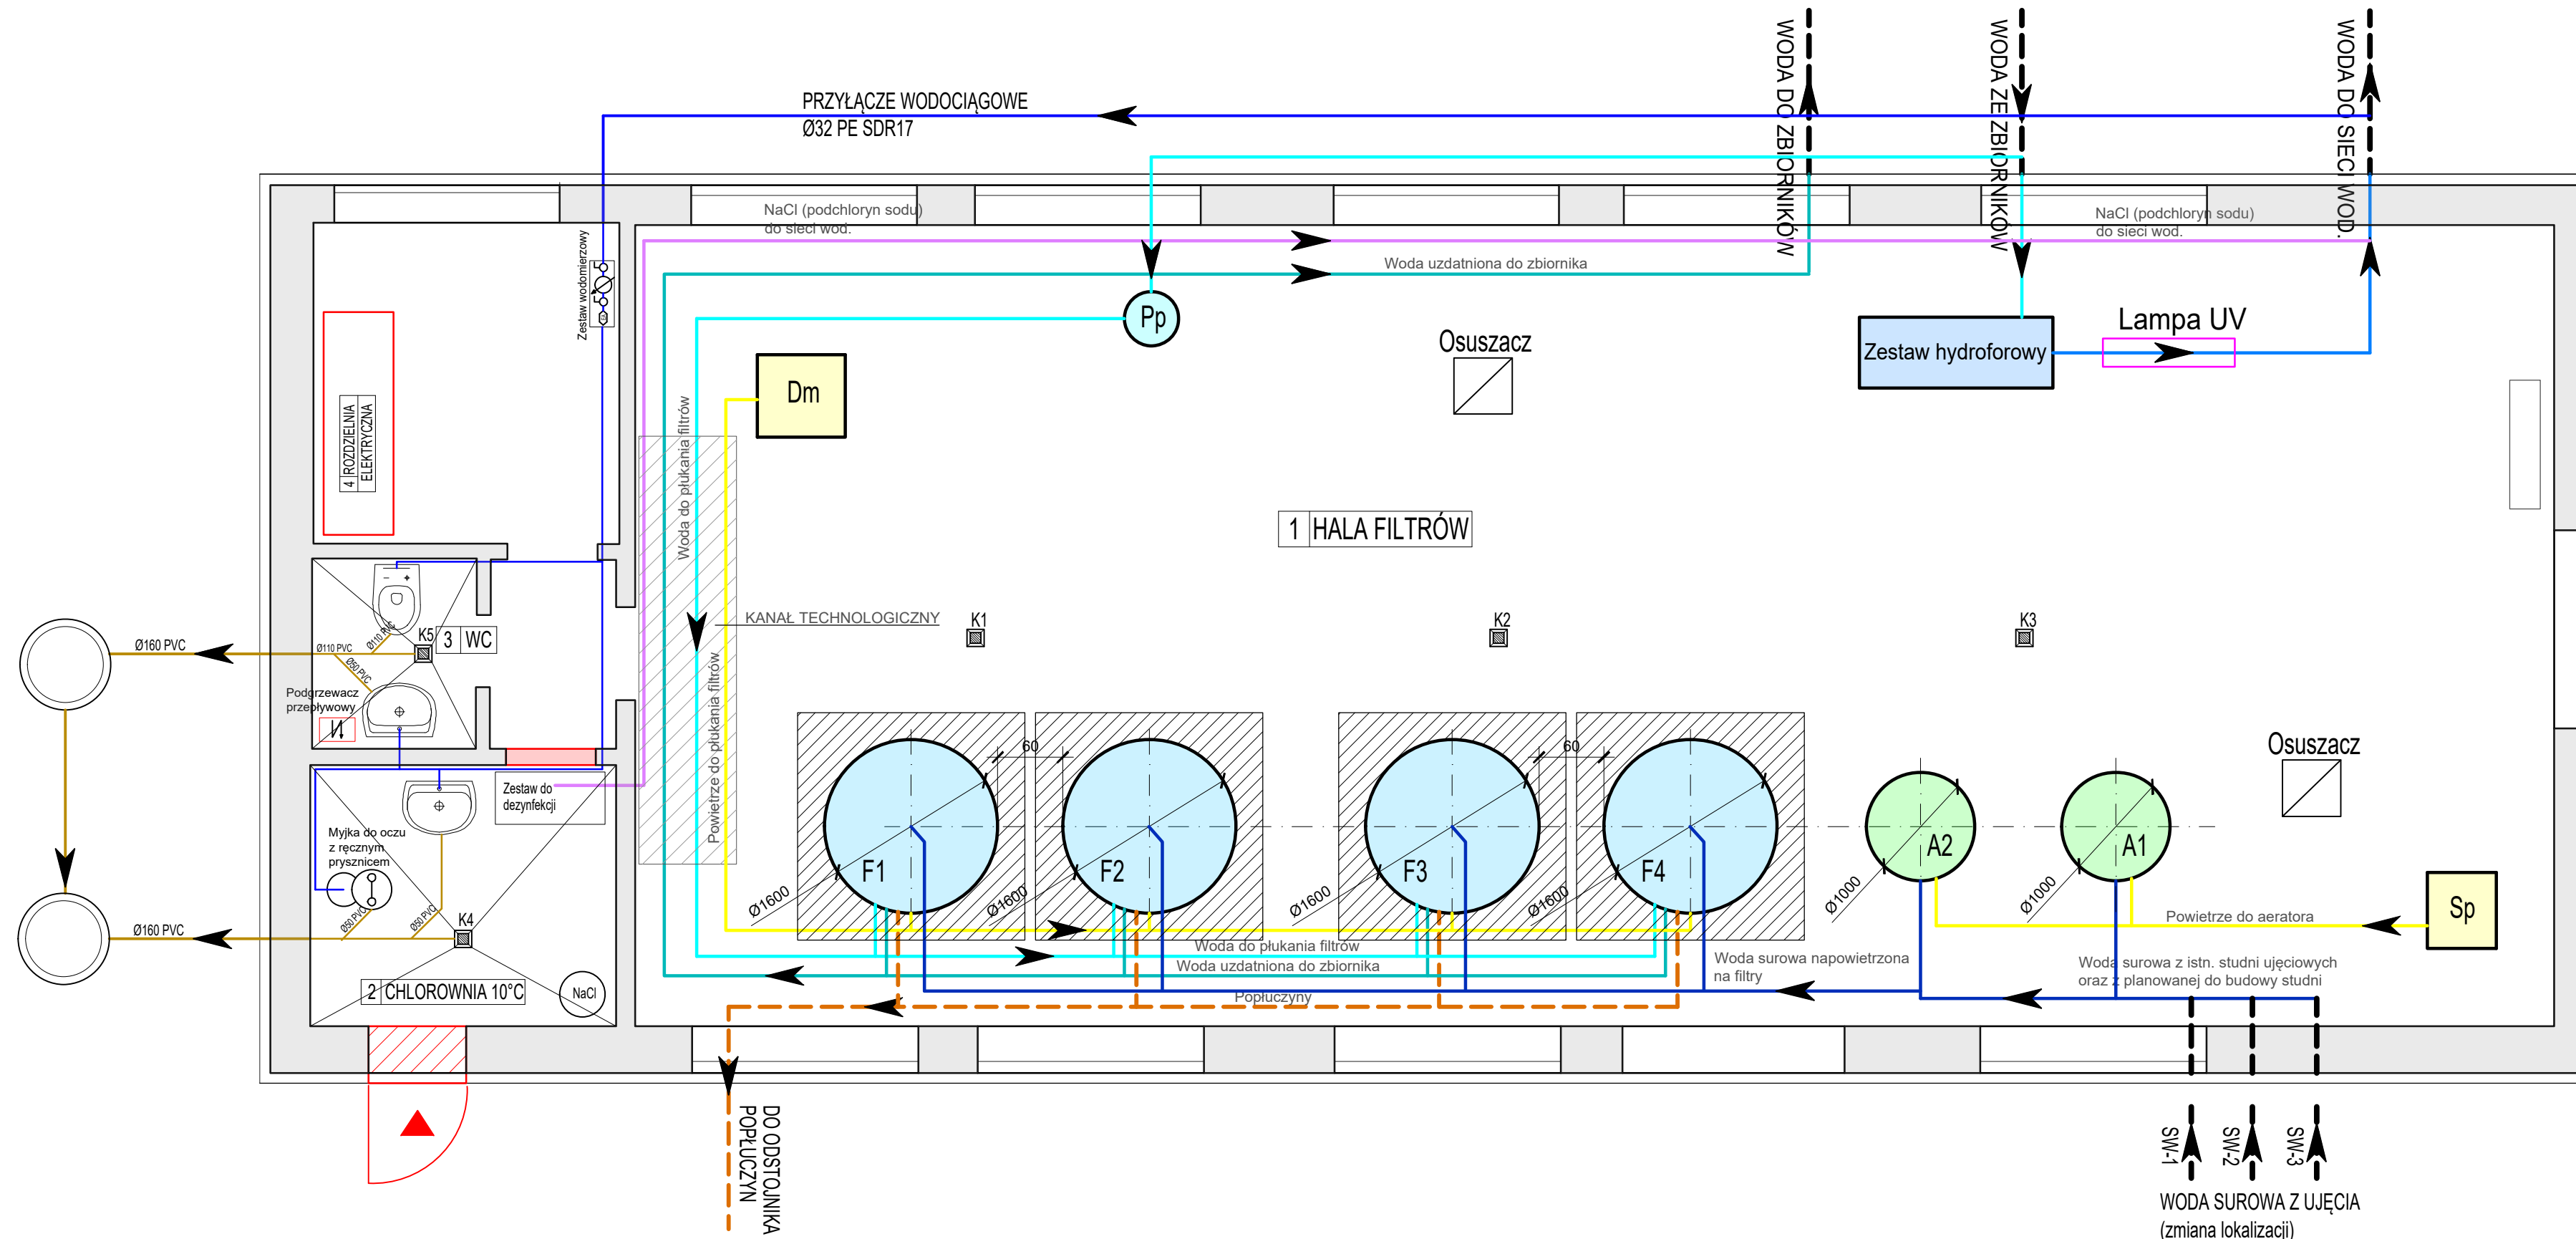 WODA DO ZBIORNIKÓW
WODA ZE ZBIORNIKÓW
WODA DO SIECI WOD.
PRZYŁĄCZE WODOCIĄGOWE
Ø32 PE SDR17
NaCl (podchloryn sodu)
do sieci wod.
NaCl (podchloryn sodu)
do sieci wod.
Zestaw wodomierzowy
Woda uzdatniona do zbiornika
Pp
Lampa UV
Osuszacz
Zestaw hydroforowy
Dm
4 ROZDZIELNIA
ELEKTRYCZNA
Woda do płukania filtrów
1 HALA FILTRÓW
KANAŁ TECHNOLOGICZNY
K1
K2
K3
Ø160 PVC
Ø110 PVC
Ø110 PVC
Ø50 PVC
K5
3 WC
Podgrzewacz
przepływowy
Powietrze do płukania filtrów
60
60
Osuszacz
Zestaw do
dezynfekcji
Myjka do oczu
z ręcznym
prysznicem
F1
F2
F3
F4
A2
A1
Ø1600
Ø1600
Ø1600
Ø1600
Ø1000
Ø1000
Sp
Powietrze do aeratora
Ø160 PVC
Ø50 PVC
Ø50 PVC
K4
Woda do płukania filtrów
Woda uzdatniona do zbiornika
Woda surowa napowietrzona
na filtry
Woda surowa z istn. studni ujęciowych
oraz z planowanej do budowy studni
Popłuczyny
2 CHLOROWNIA 10°C
NaCl
DO ODSTOJNIKA
POPŁUCZYN
SW-1
SW-2
SW-3
WODA SUROWA Z UJĘCIA
(zmiana lokalizacji)